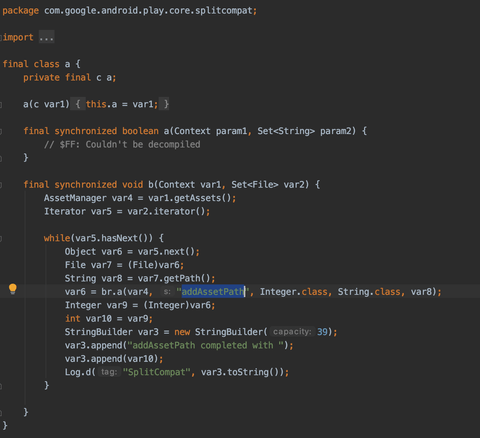 package com.google.android.play.core.splitcompat;
import ...
final class a {
private final c a;
a(c var1) { this.a = var1; }
final synchronized boolean a(Context param1, Set<String> param2) {
// $FF: Couldn't be decompiled
}
final synchronized void b(Context var1, Set<File> var2) {
AssetManager var4 = var1.getAssets();
Iterator var5 = var2.iterator();
while(var5.hasNext()) {
Object var6 = var5.next();
File var7 = (File)var6;
String var8 = var7.getPath();
var6 = br.a(var4, s: "addAssetPath", Integer.class, String.class, var8);
Integer var9 = (Integer)var6;
int var10 = var9;
StringBuilder var3 = new StringBuilder( capacity: 39);
var3.append("addAssetPath completed with ");
var3.append(var10);
Log.d( tag: "SplitCompat", var3.toString());
}
}
}